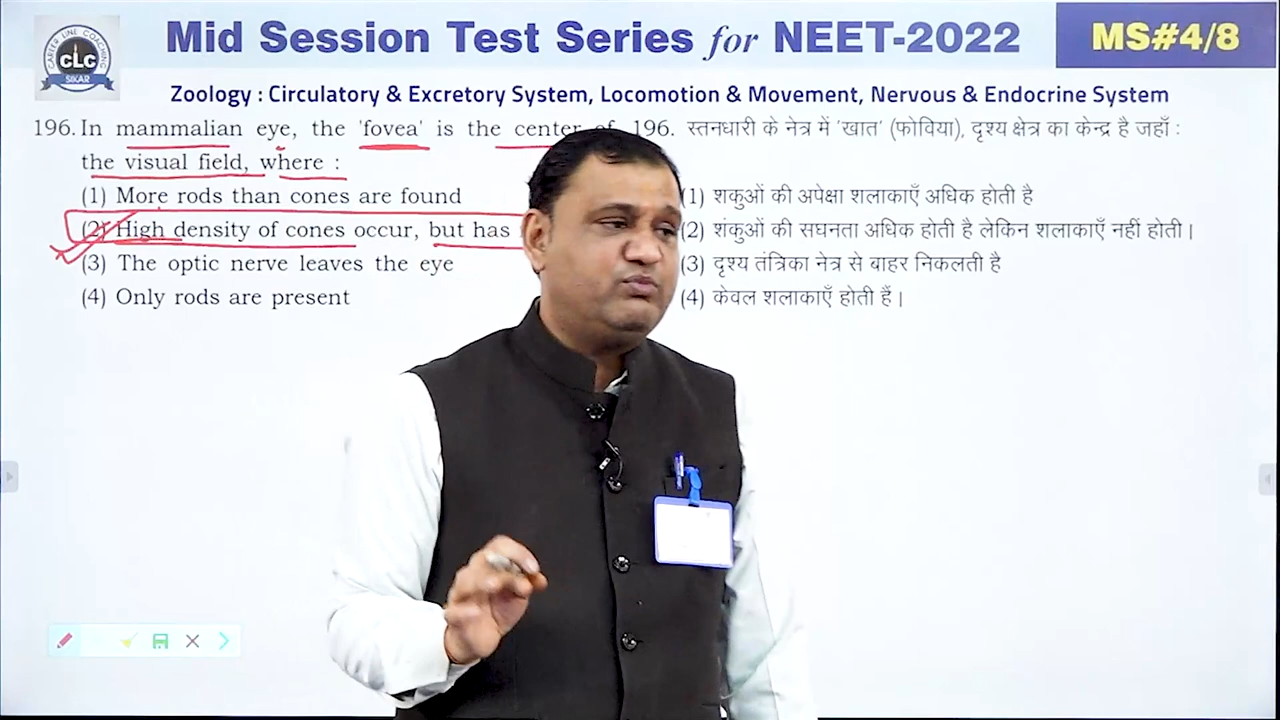 CAREER LINE COACHING
CLC
SIKAR
Mid Session Test Series for NEET-2022
MS#4/8
Zoology : Circulatory & Excretory System, Locomotion & Movement, Nervous & Endocrine System
196. In mammalian eye, the 'fovea' is the center of
the visual field, where :
(1) More rods than cones are found
(2) High density of cones occur, but has
(3) The optic nerve leaves the eye
(4) Only rods are present
196. स्तनधारी के नेत्र में 'खात' (फोविया), दृश्य क्षेत्र का केन्द्र है जहाँ :
(1) शकुओं की अपेक्षा शलाकाएँ अधिक होती है
(2) शंकुओं की सघनता अधिक होती है लेकिन शलाकाएँ नहीं होती।
(3) दृश्य तंत्रिका नेत्र से बाहर निकलती है
(4) केवल शलाकाएँ होती हैं।